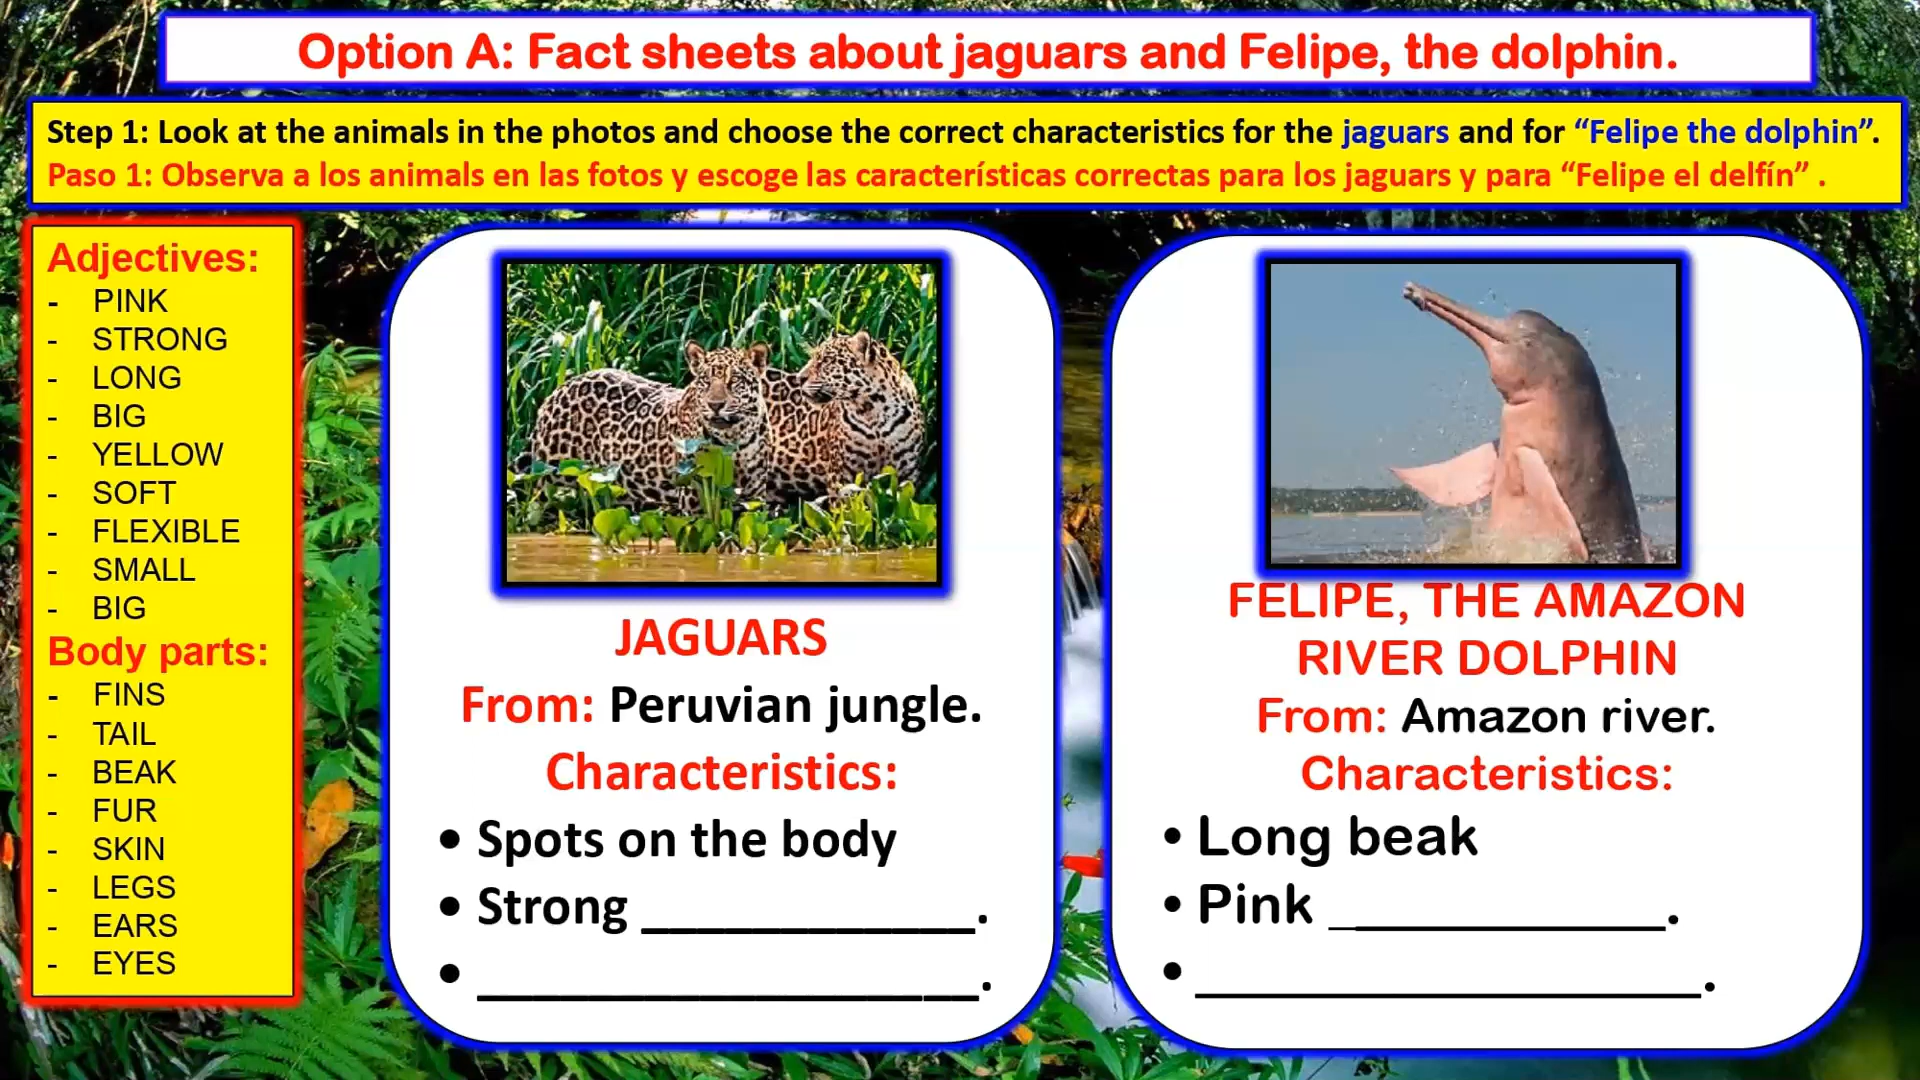 Option A: Fact sheets about jaguars and Felipe, the dolphin.
Step 1: Look at the animals in the photos and choose the correct characteristics for the jaguars and for “Felipe the dolphin”.
Paso 1: Observa a los animals en las fotos y escoge las características correctas para los jaguars y para “Felipe el delfín” .
Adjectives:
- PINK
- STRONG
- LONG
- BIG
- YELLOW
- SOFT
- FLEXIBLE
- SMALL
- BIG
Body parts:
- FINS
- TAIL
- BEAK
- FUR
- SKIN
- LEGS
- EARS
- EYES
JAGUARS
From: Peruvian jungle.
Characteristics:
• Spots on the body
• Strong ____________.
• __________________.
FELIPE, THE AMAZON
RIVER DOLPHIN
From: Amazon river.
Characteristics:
• Long beak
• Pink ____________.
• __________________.